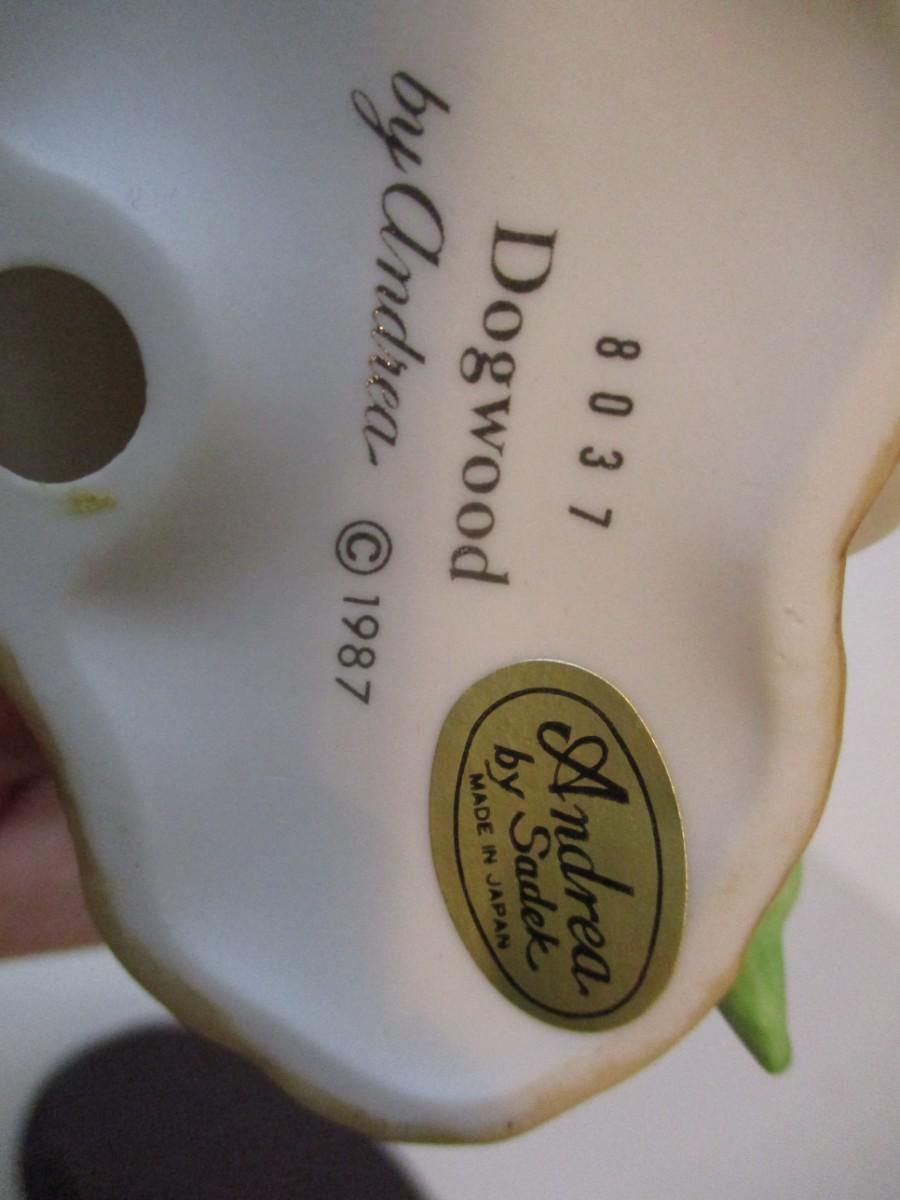 8037
Dogwood
by Andrea © 1987
Andrea
by Sadek
MADE IN JAPAN